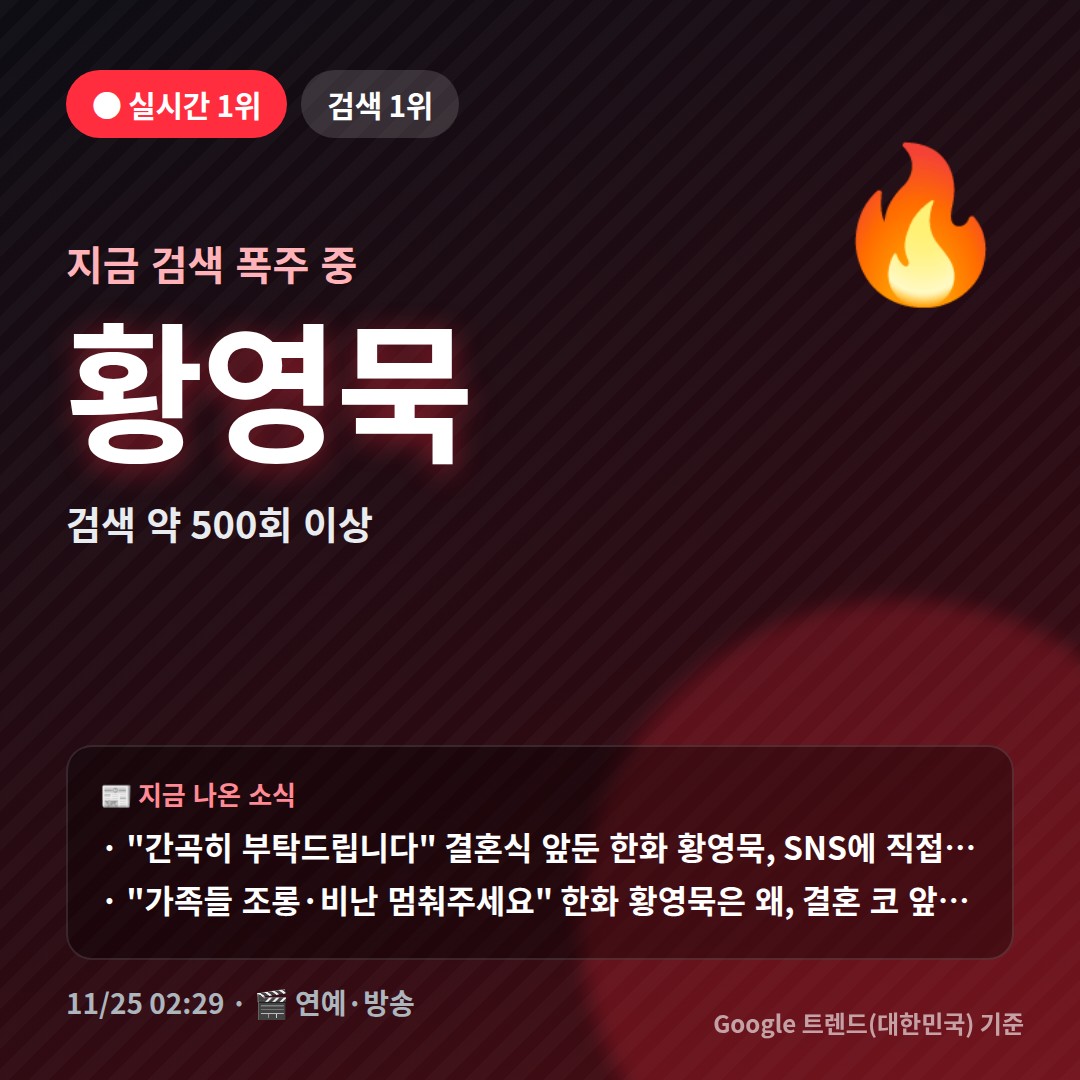 실시간 1위
검색 1위
지금 검색 폭주 중
황영묵
검색 약 500회 이상
지금 나온 소식
· "간곡히 부탁드립니다" 결혼식 앞둔 한화 황영묵, SNS에 직접…
· "가족들 조롱·비난 멈춰주세요" 한화 황영묵은 왜, 결혼 코 앞…
11/25 02:29 · 🎬 연예·방송
Google 트렌드(대한민국) 기준